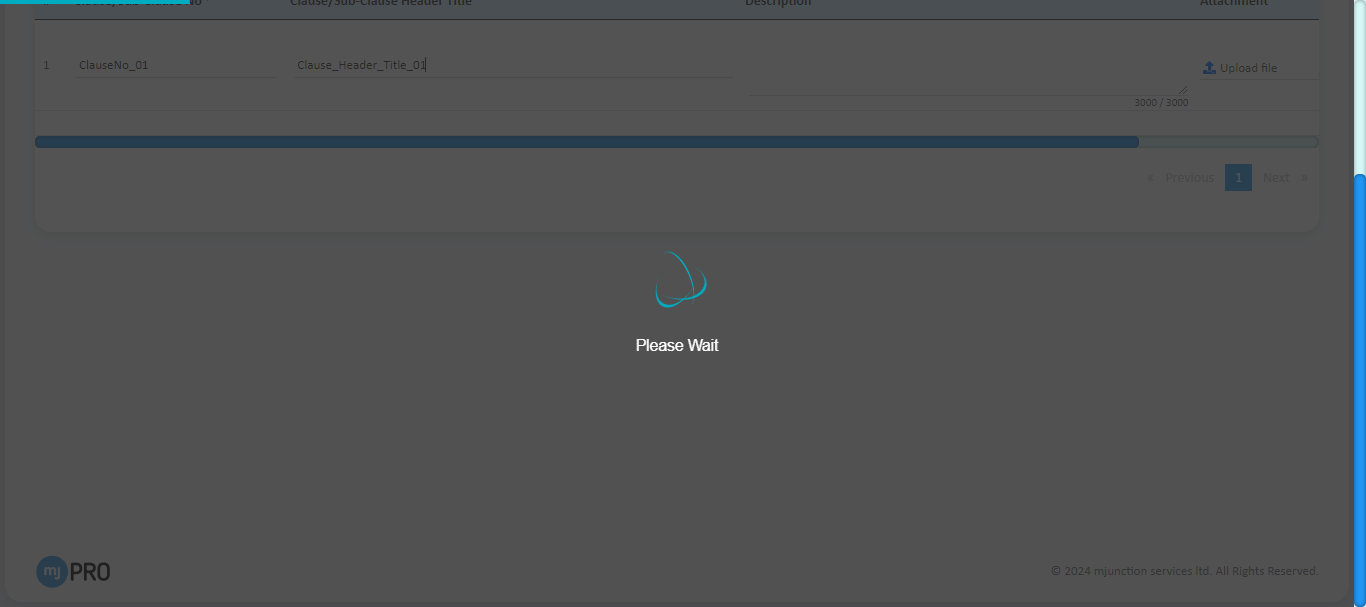 Clause/Sub-Clause No Clause/Sub-Clause Header Title Description Attachment
1 ClauseNo_01 Clause_Header_Title_01 Upload file
3000 / 3000
« Previous 1 Next »
Please Wait
mj PRO © 2024 mjunction services ltd. All Rights Reserved.